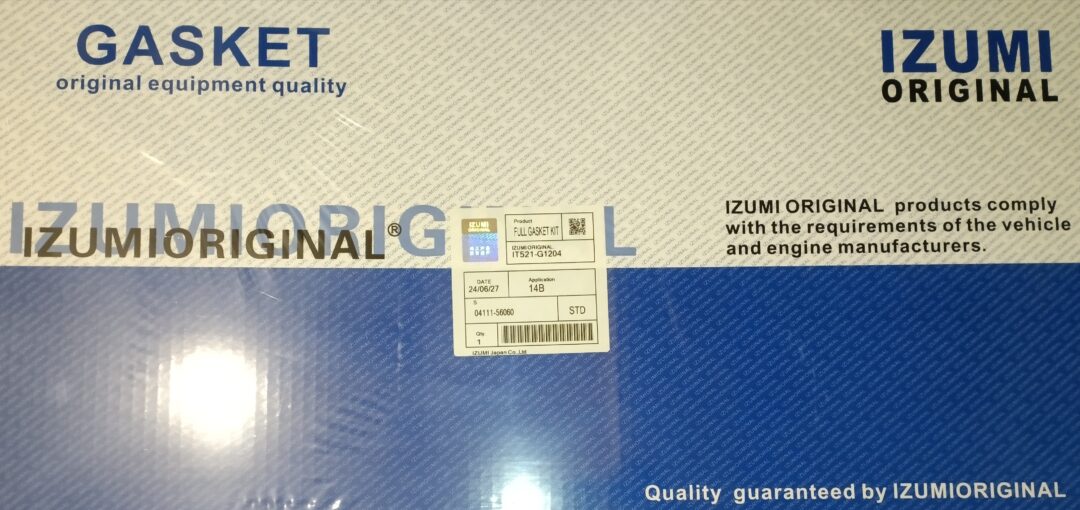 GASKET
original equipment quality
IZUMI
ORIGINAL
IZUMIORIGINAL
IZUMIORIGINAL®
IZUMI ORIGINAL products comply
with the requirements of the vehicle
and engine manufacturers.
IZUMI
ORIGINAL
Product
FULL GASKET KIT
IZUMIORIGINAL
IT521-G1204
DATE
24/06/27
Application
14B
S
04111-56060
STD
Qty
1
IZUMI Japan Co.,Ltd
Quality guaranteed by IZUMIORIGINAL